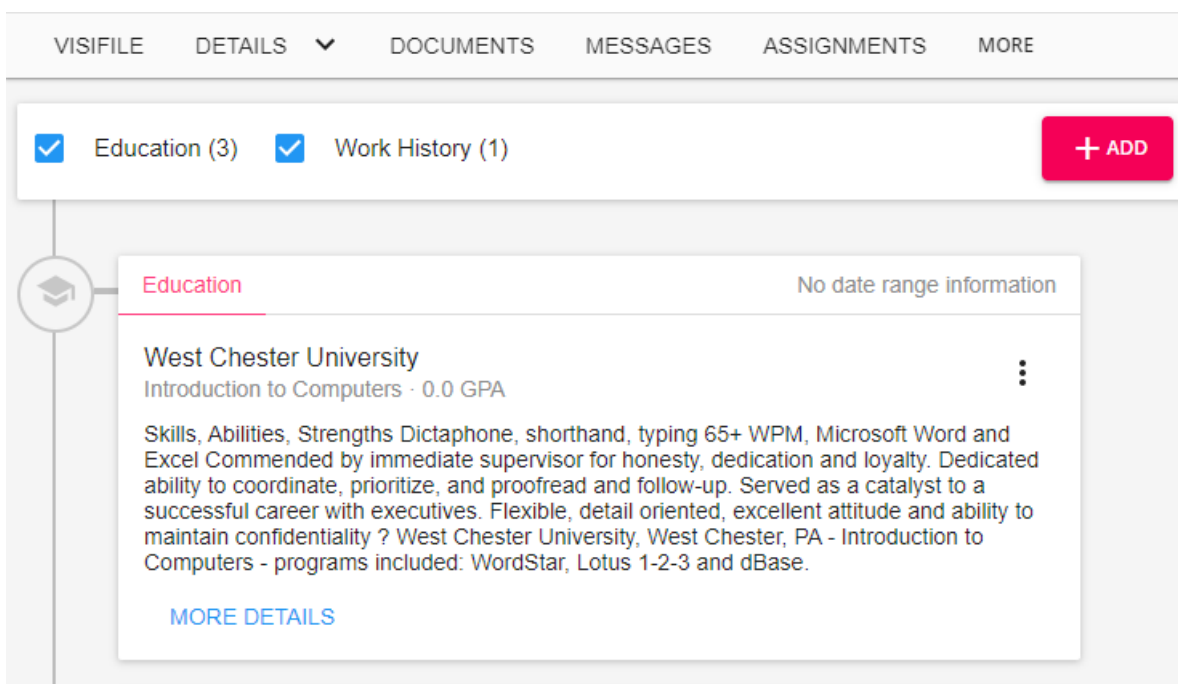 VISIFILE DETAILS DOCUMENTS MESSAGES ASSIGNMENTS MORE
Education (3) Work History (1) + ADD
Education No date range information
West Chester University
Introduction to Computers · 0.0 GPA
Skills, Abilities, Strengths Dictaphone, shorthand, typing 65+ WPM, Microsoft Word and
Excel Commended by immediate supervisor for honesty, dedication and loyalty. Dedicated
ability to coordinate, prioritize, and proofread and follow-up. Served as a catalyst to a
successful career with executives. Flexible, detail oriented, excellent attitude and ability to
maintain confidentiality ? West Chester University, West Chester, PA - Introduction to
Computers - programs included: WordStar, Lotus 1-2-3 and dBase.
MORE DETAILS